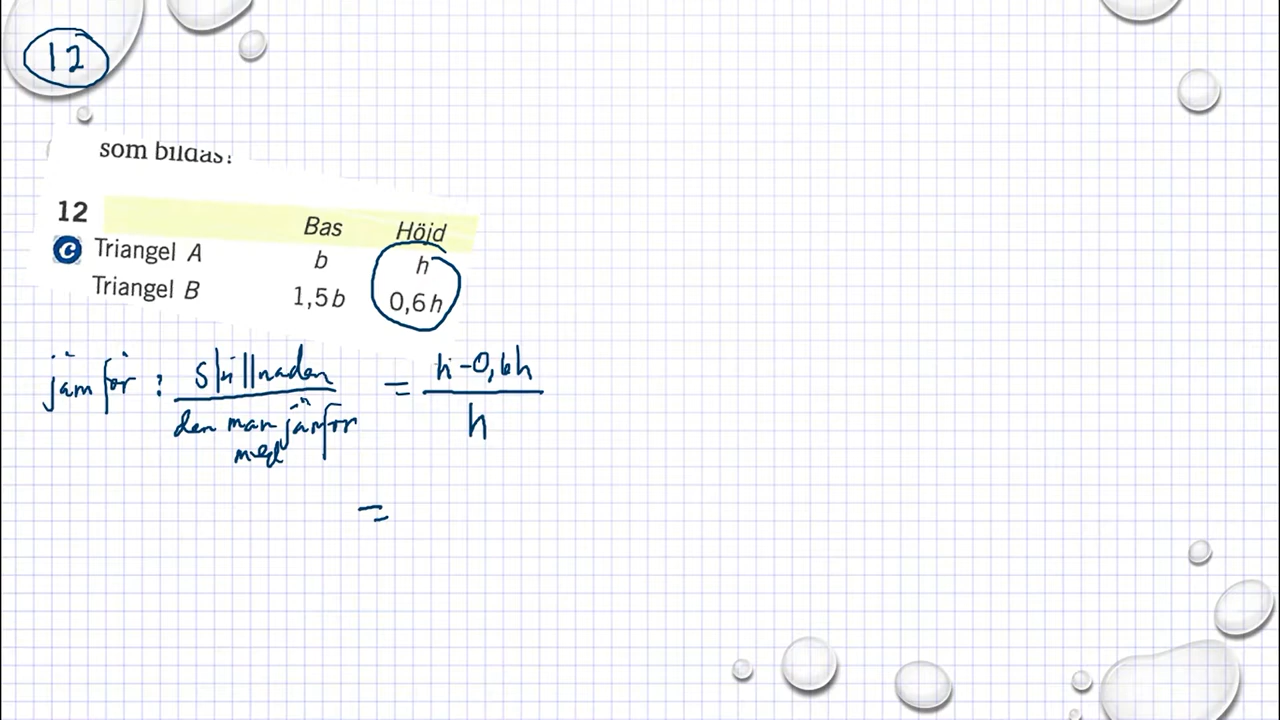 12
som bildas?
12 Bas Höjd
C Triangel A b h
Triangel B 1,5b 0,6h
jämför : skillnaden / den man jämför med = h-0,6h / h
=